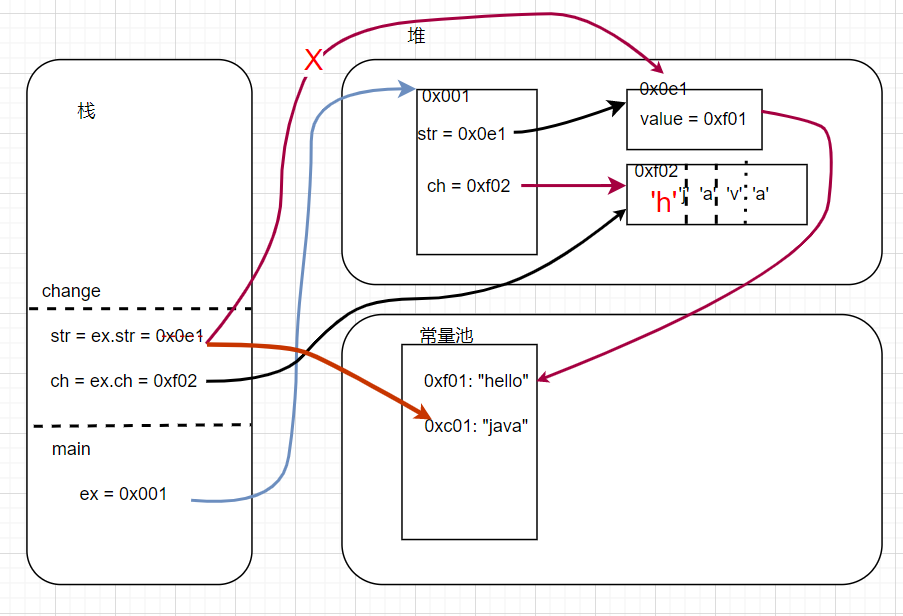 X
堆
栈
0x001
0x0e1
str = 0x0e1
value = 0xf01
ch = 0xf02
0xf02
'h' 'j' 'a' 'v' 'a'
change
str = ex.str = 0x0e1
ch = ex.ch = 0xf02
常量池
0xf01: "hello"
0xc01: "java"
main
ex = 0x001